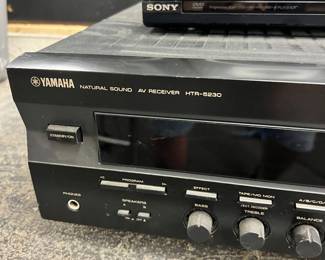 SONY
YAMAHA NATURAL SOUND AV RECEIVER HTR-5230
STANDBY/ON
PROGRAM
EFFECT
TAPE/MD MON
A/B/C/D/
PHONES
SPEAKERS
BASS
TREBLE
BALANCE